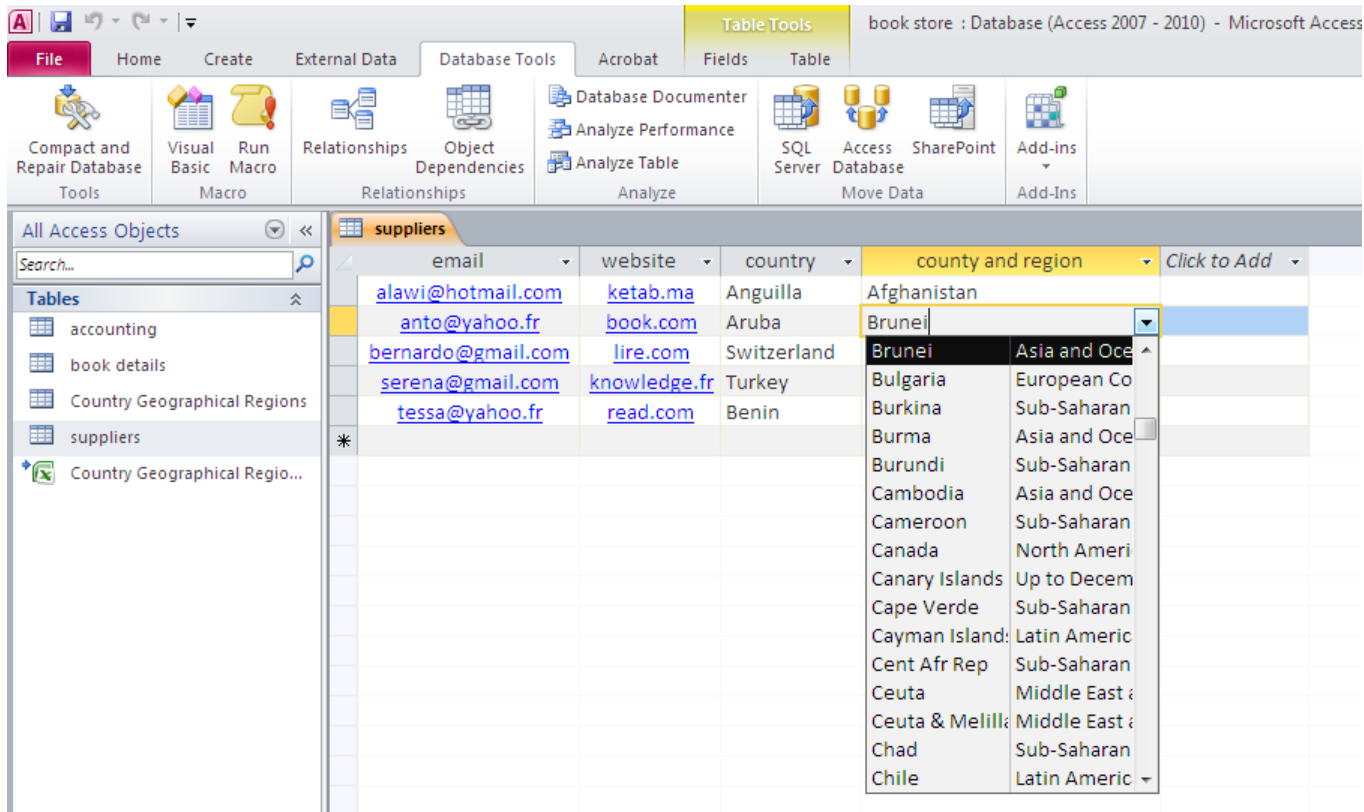 A
Table Tools
book store : Database (Access 2007 - 2010) - Microsoft Access
File Home Create External Data Database Tools Acrobat Fields Table
Compact and Repair Database
Visual Basic
Run Macro
Relationships
Object Dependencies
Database Documenter
Analyze Performance
Analyze Table
SQL Server
Access Database
SharePoint
Add-ins
Tools Macro Relationships Analyze Move Data Add-Ins
All Access Objects
Search...
Tables
accounting
book details
Country Geographical Regions
suppliers
Country Geographical Regio...
suppliers
email website country county and region Click to Add
alawi@hotmail.com ketab.ma Anguilla Afghanistan
anto@yahoo.fr book.com Aruba Brunei
bernardo@gmail.com lire.com Switzerland
serena@gmail.com knowledge.fr Turkey
tessa@yahoo.fr read.com Benin
Brunei Asia and Oce
Bulgaria European Co
Burkina Sub-Saharan
Burma Asia and Oce
Burundi Sub-Saharan
Cambodia Asia and Oce
Cameroon Sub-Saharan
Canada North Ameri
Canary Islands Up to Decem
Cape Verde Sub-Saharan
Cayman Island Latin Americ
Cent Afr Rep Sub-Saharan
Ceuta Middle East a
Ceuta & Melilla Middle East a
Chad Sub-Saharan
Chile Latin Americ